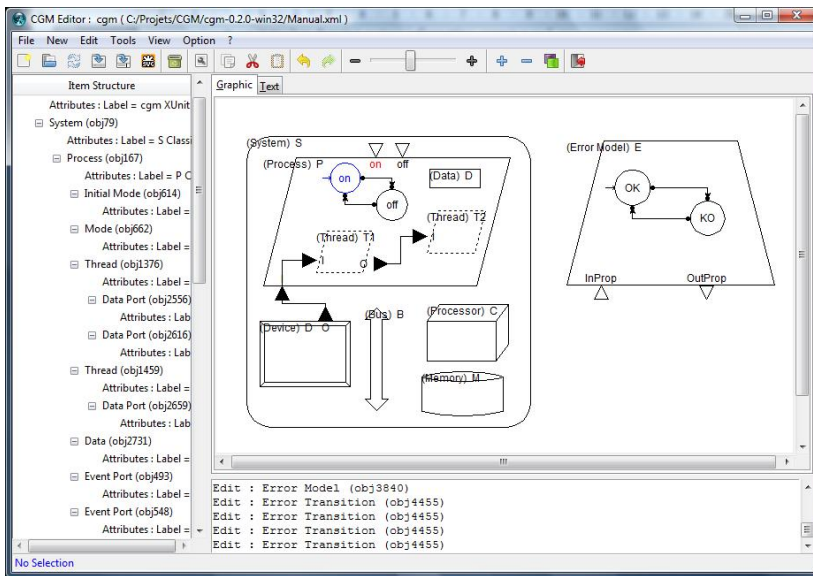 CGM Editor : cgm ( C:/Projets/CGM/cgm-0.2.0-win32/Manual.xml )
File New Edit Tools View Option ?
Item Structure
Attributes : Label = cgm XUnit
System (obj79)
Attributes : Label = S Classi
Process (obj167)
Attributes : Label = P C
Initial Mode (obj614)
Attributes : Label =
Mode (obj662)
Attributes : Label =
Thread (obj1376)
Attributes : Label =
Data Port (obj2556)
Attributes : Lab
Data Port (obj2616)
Attributes : Lab
Thread (obj1459)
Attributes : Label =
Data Port (obj2659)
Attributes : Lab
Data (obj2731)
Attributes : Label =
Event Port (obj493)
Attributes : Label =
Event Port (obj548)
Attributes : Label =
Graphic Text
(System) S
(Process) P on off
on
off
(Data) D
(Thread) T1
I
O
(Thread) T2
I
(Device) D O
(Bus) B
(Processor) C
(Memory) M
(Error Model) E
OK
KO
InProp OutProp
Edit : Error Model (obj3840)
Edit : Error Transition (obj4455)
Edit : Error Transition (obj4455)
Edit : Error Transition (obj4455)
Edit : Error Transition (obj4455)
No Selection